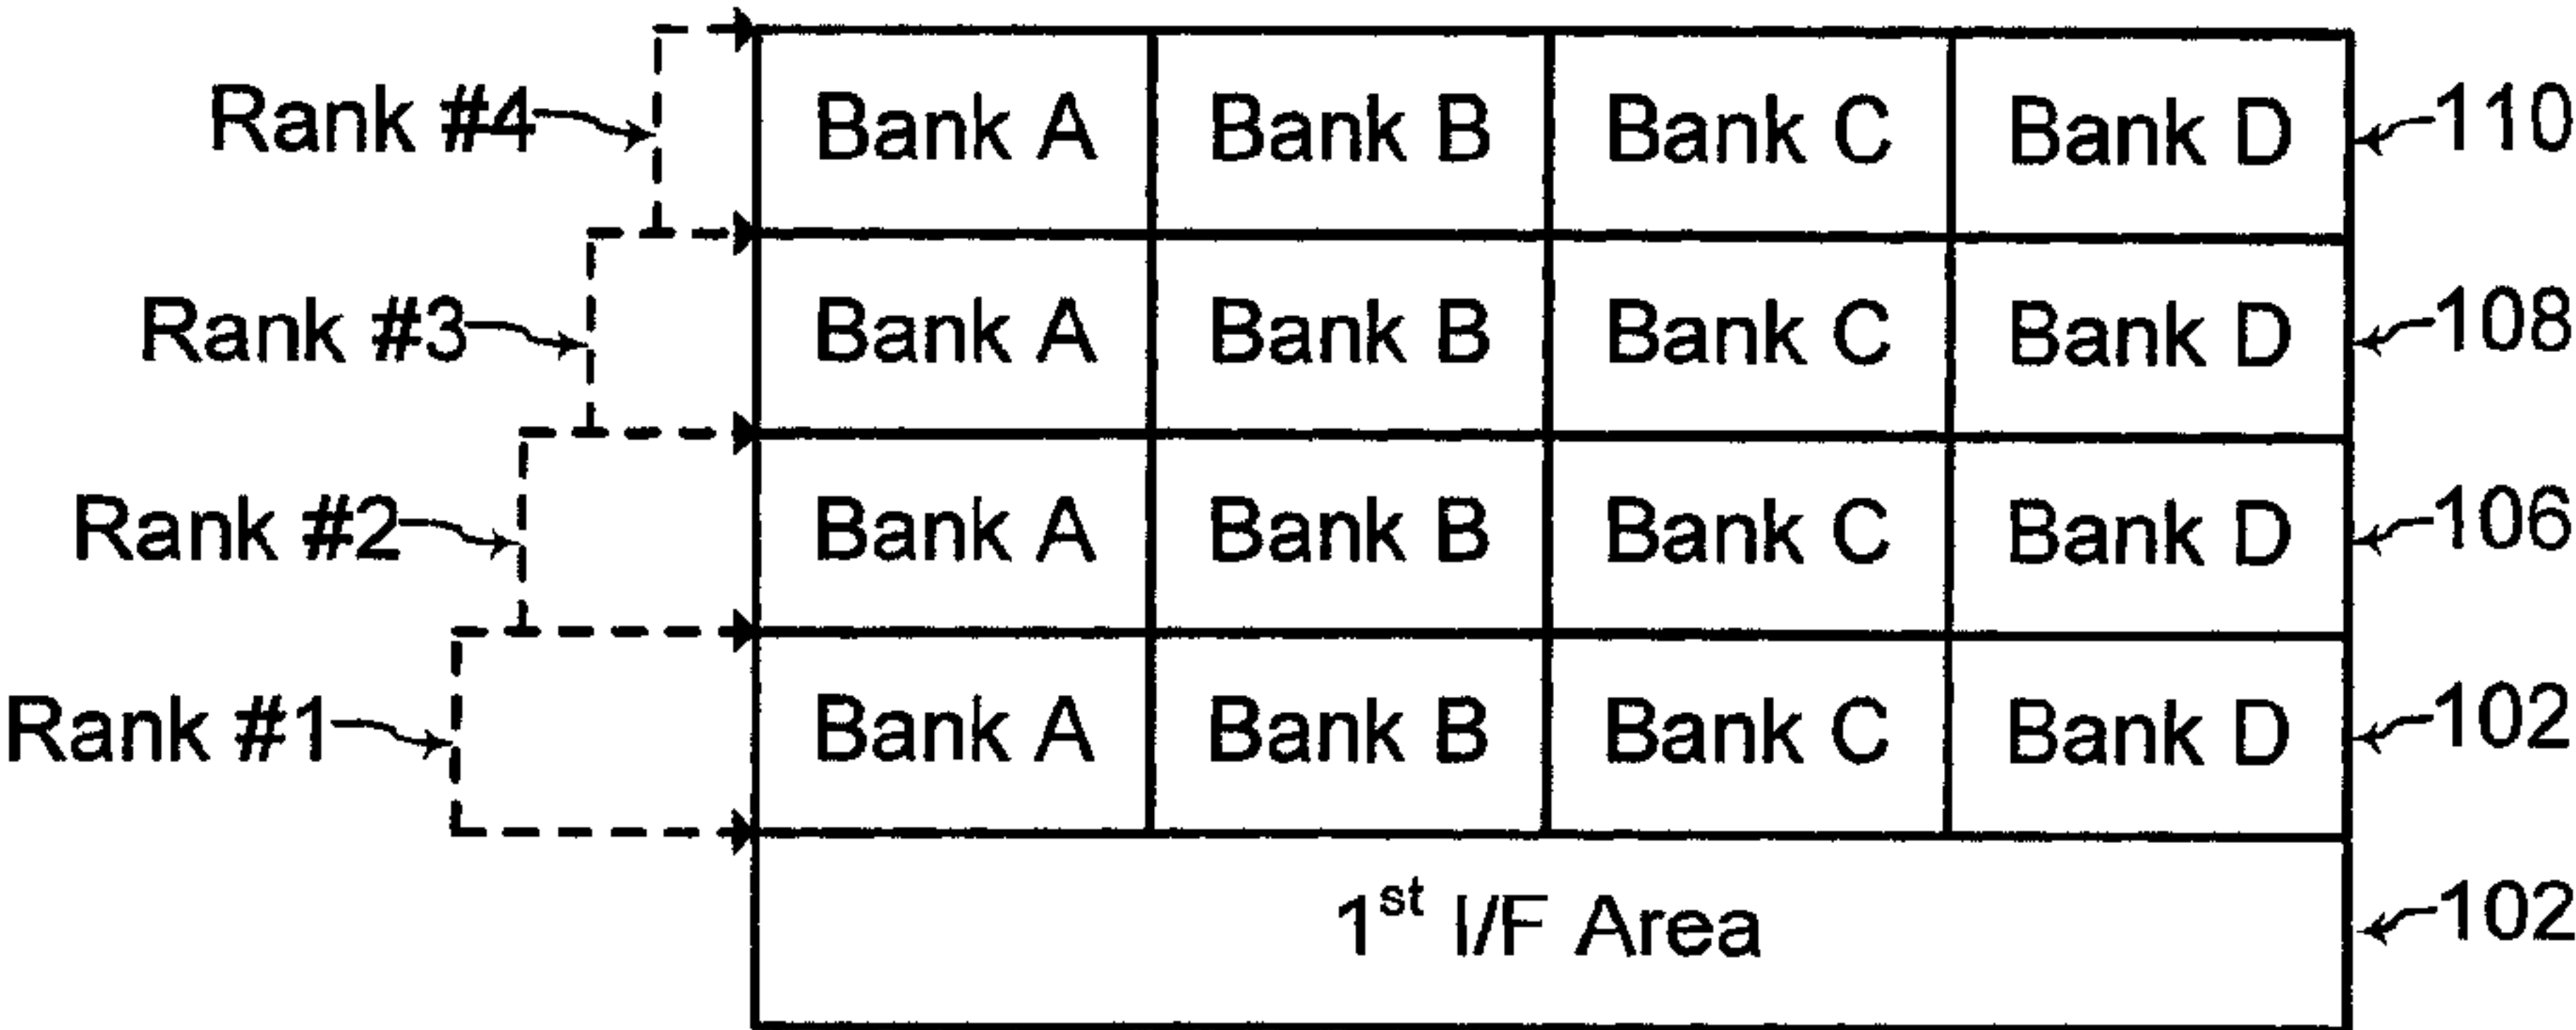 Rank #4 Bank A Bank B Bank C Bank D 110
Rank #3 Bank A Bank B Bank C Bank D 108
Rank #2 Bank A Bank B Bank C Bank D 106
Rank #1 Bank A Bank B Bank C Bank D 102
1st I/F Area 102